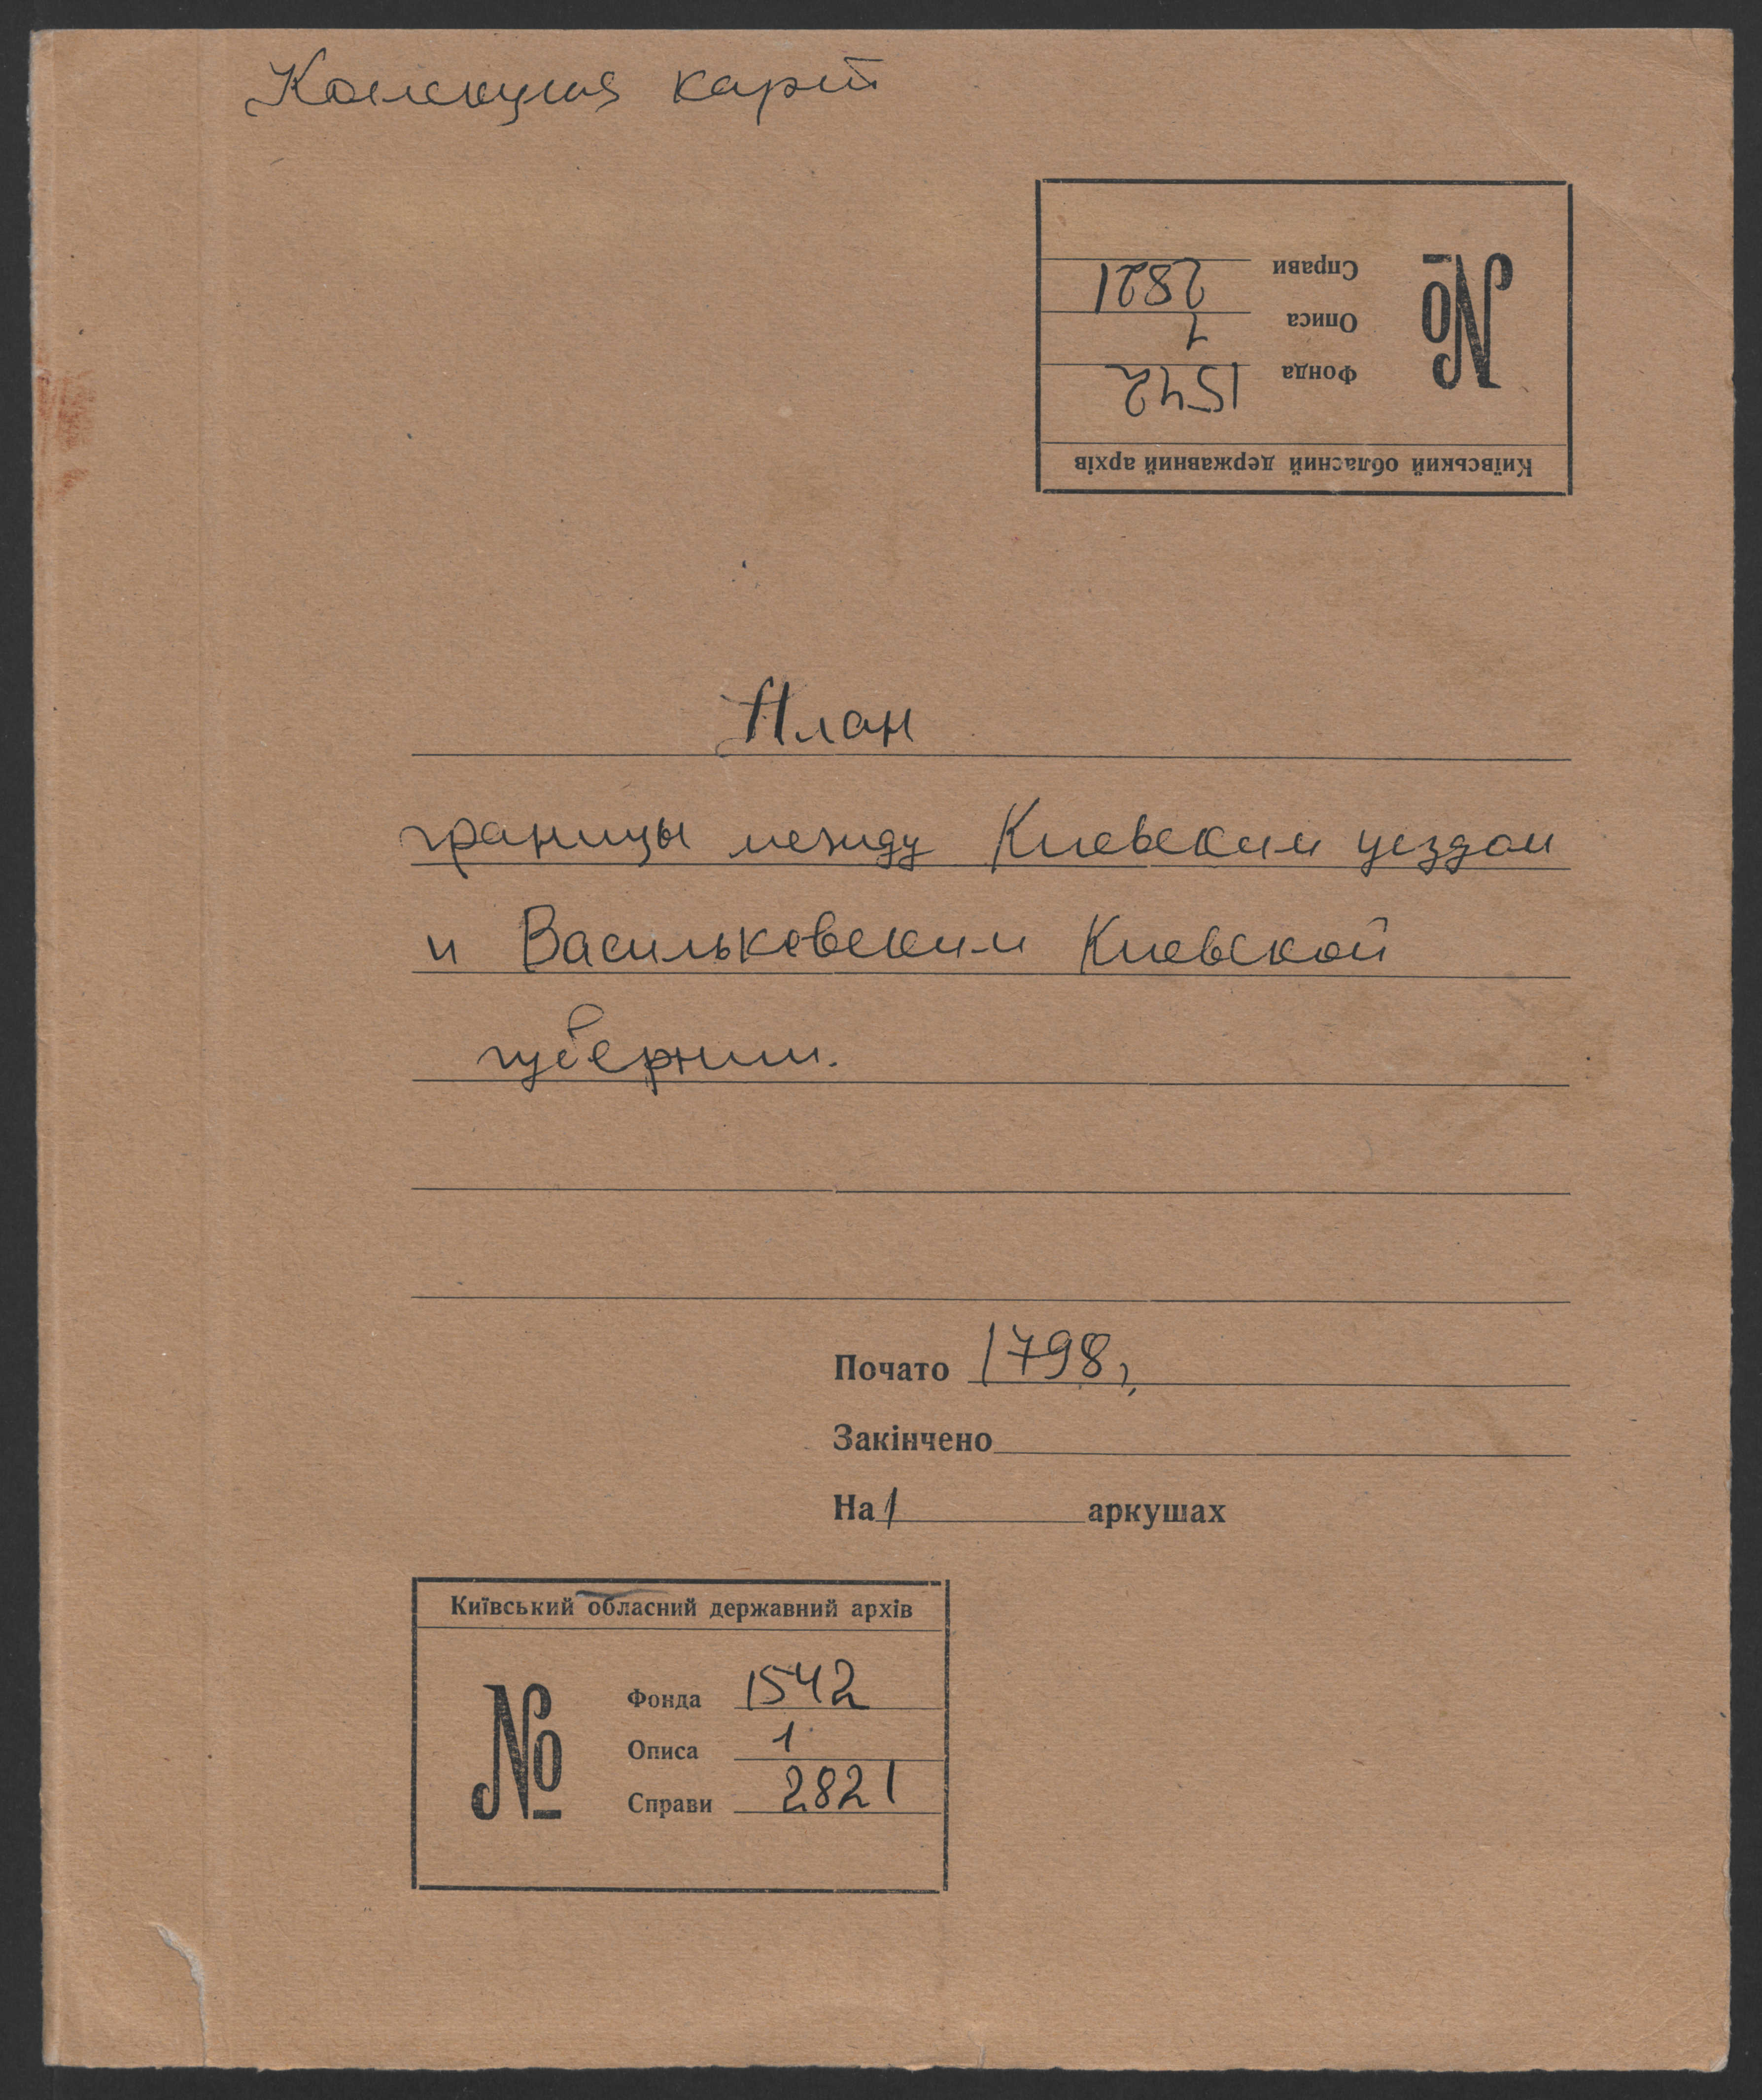 Коллекция карт
Київський обласний державний архів
№
Фонда 1542
Описа 1
Справи 2821
План
границы между Киевским уездом
и Васильковским Киевской
губернии.
Почато 1798,
Закінчено
На 1 аркушах
Київський обласний державний архів
№
Фонда 1542
Описа 1
Справи 2821